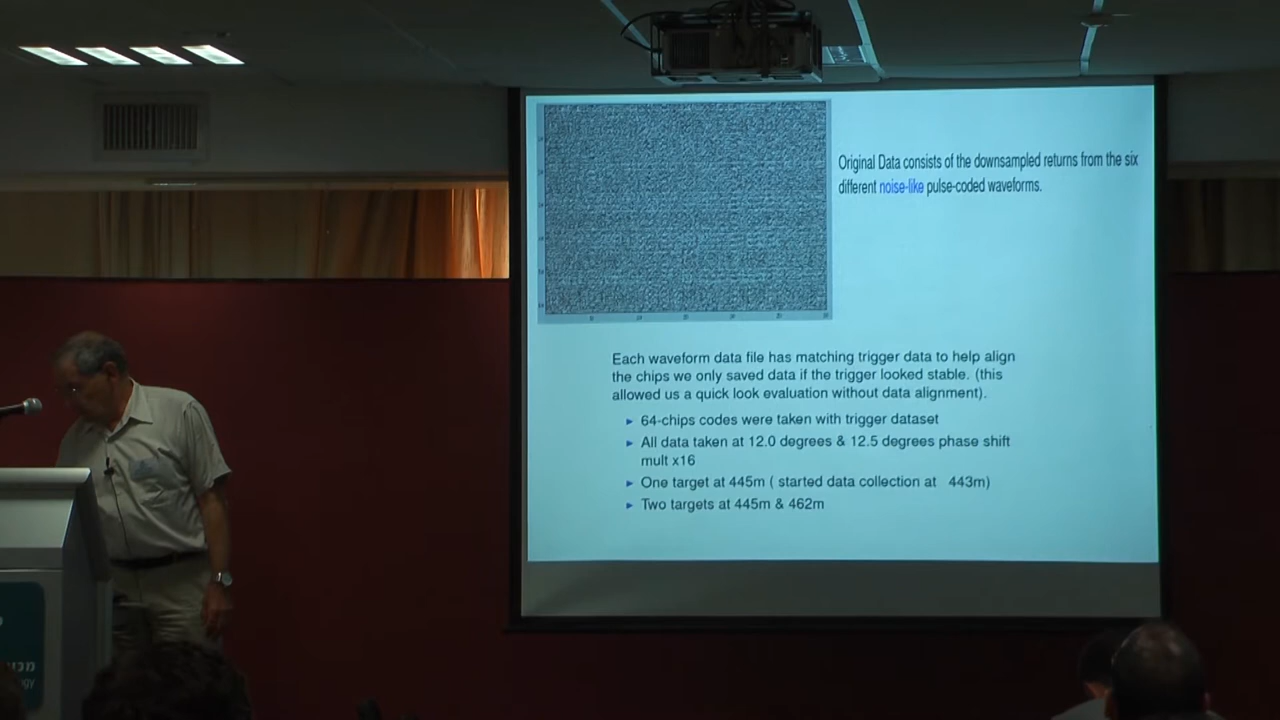 Original Data consists of the downsampled returns from the six
different noise-like pulse-coded waveforms.
Each waveform data file has matching trigger data to help align
the chips we only saved data if the trigger looked stable. (this
allowed us a quick look evaluation without data alignment).
64-chips codes were taken with trigger dataset
All data taken at 12.0 degrees & 12.5 degrees phase shift
mult x16
One target at 445m ( started data collection at 443m)
Two targets at 445m & 462m